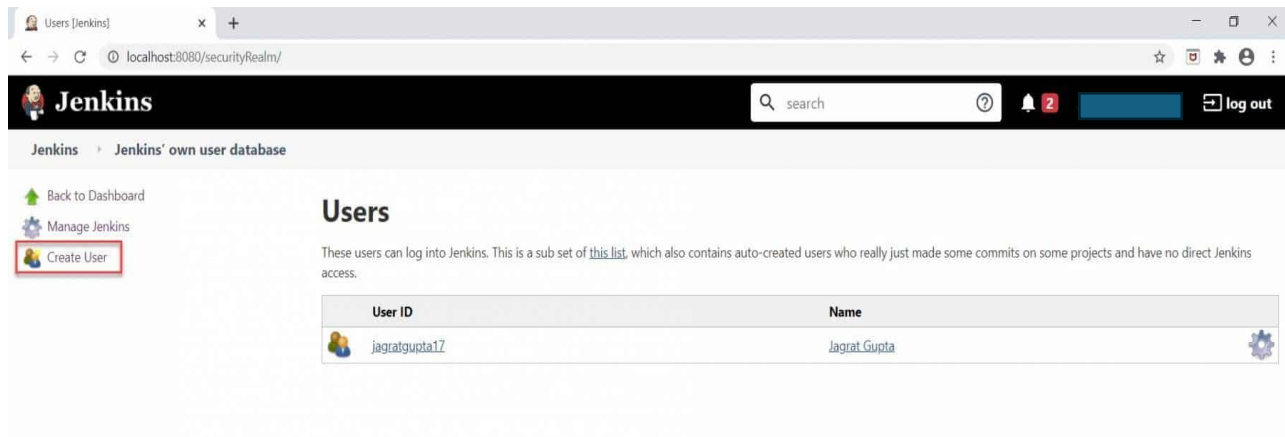 Users [Jenkins]
localhost:8080/securityRealm/
Jenkins
search
2
log out
Jenkins
Jenkins' own user database
Back to Dashboard
Manage Jenkins
Create User
Users
These users can log into Jenkins. This is a sub set of this list, which also contains auto-created users who really just made some commits on some projects and have no direct Jenkins
access.
User ID
Name
jagratgupta17
Jagrat Gupta